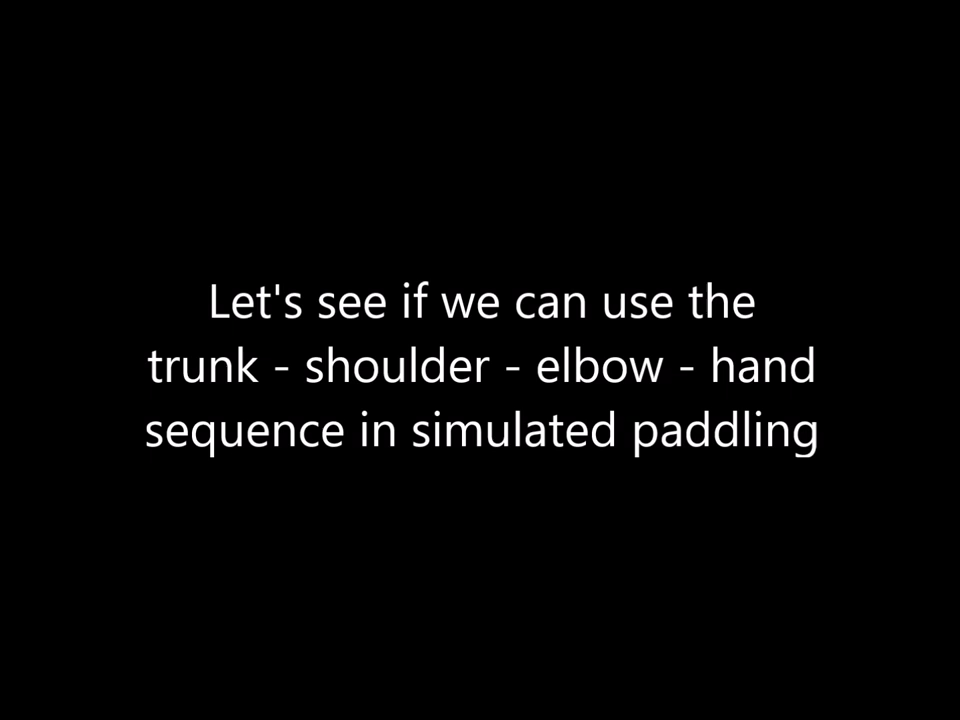 Let's see if we can use the
trunk - shoulder - elbow - hand
sequence in simulated paddling